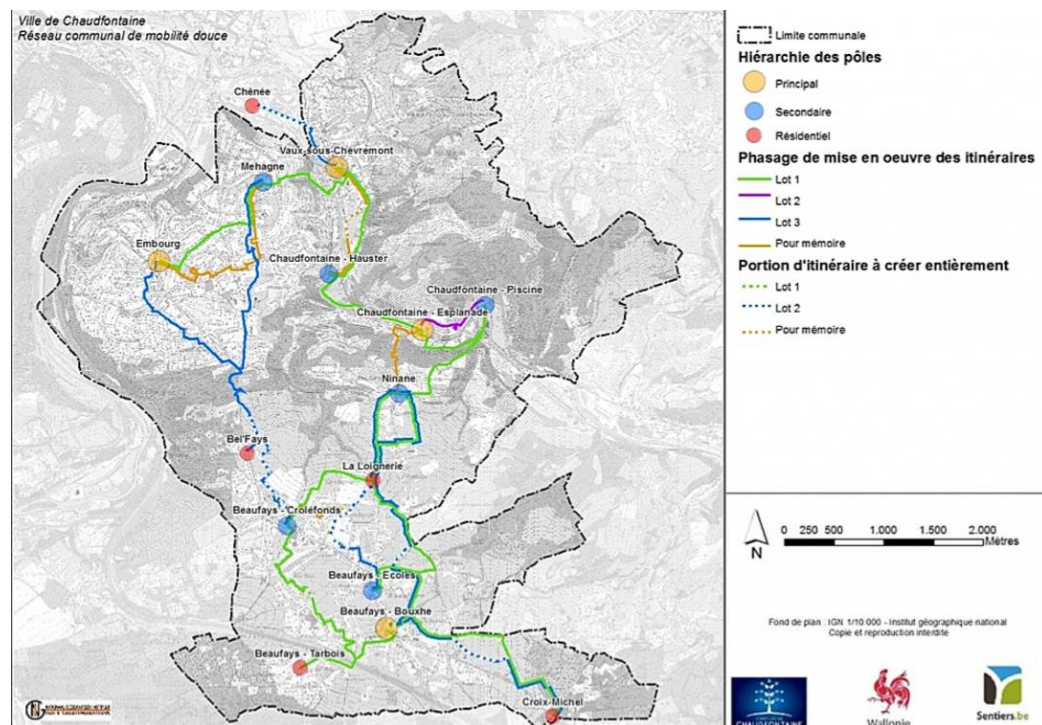 Ville de Chaudfontaine
Réseau communal de mobilité douce
Chênée
Vaux-sous-Chèvremont
Mehagne
Embourg
Chaudfontaine - Hauster
Chaudfontaine - Piscine
Chaudfontaine - Esplanade
Ninane
Bel'Fays
La Loignerie
Beaufays - Croléfonds
Beaufays - Ecoles
Beaufays - Bouxhe
Beaufays - Tarbois
Croix-Michel
Limite communale
Hiérarchie des pôles
Principal
Secondaire
Résidentiel
Phasage de mise en oeuvre des itinéraires
Lot 1
Lot 2
Lot 3
Pour mémoire
Portion d'itinéraire à créer entièrement
Lot 1
Lot 2
Pour mémoire
N
0 250 500 1.000 1.500 2.000
Mètres
Fond de plan : IGN 1/10 000 - Institut géographique national
Copie et reproduction interdite
CHAUDFONTAINE
Wallonie
Sentiers.be